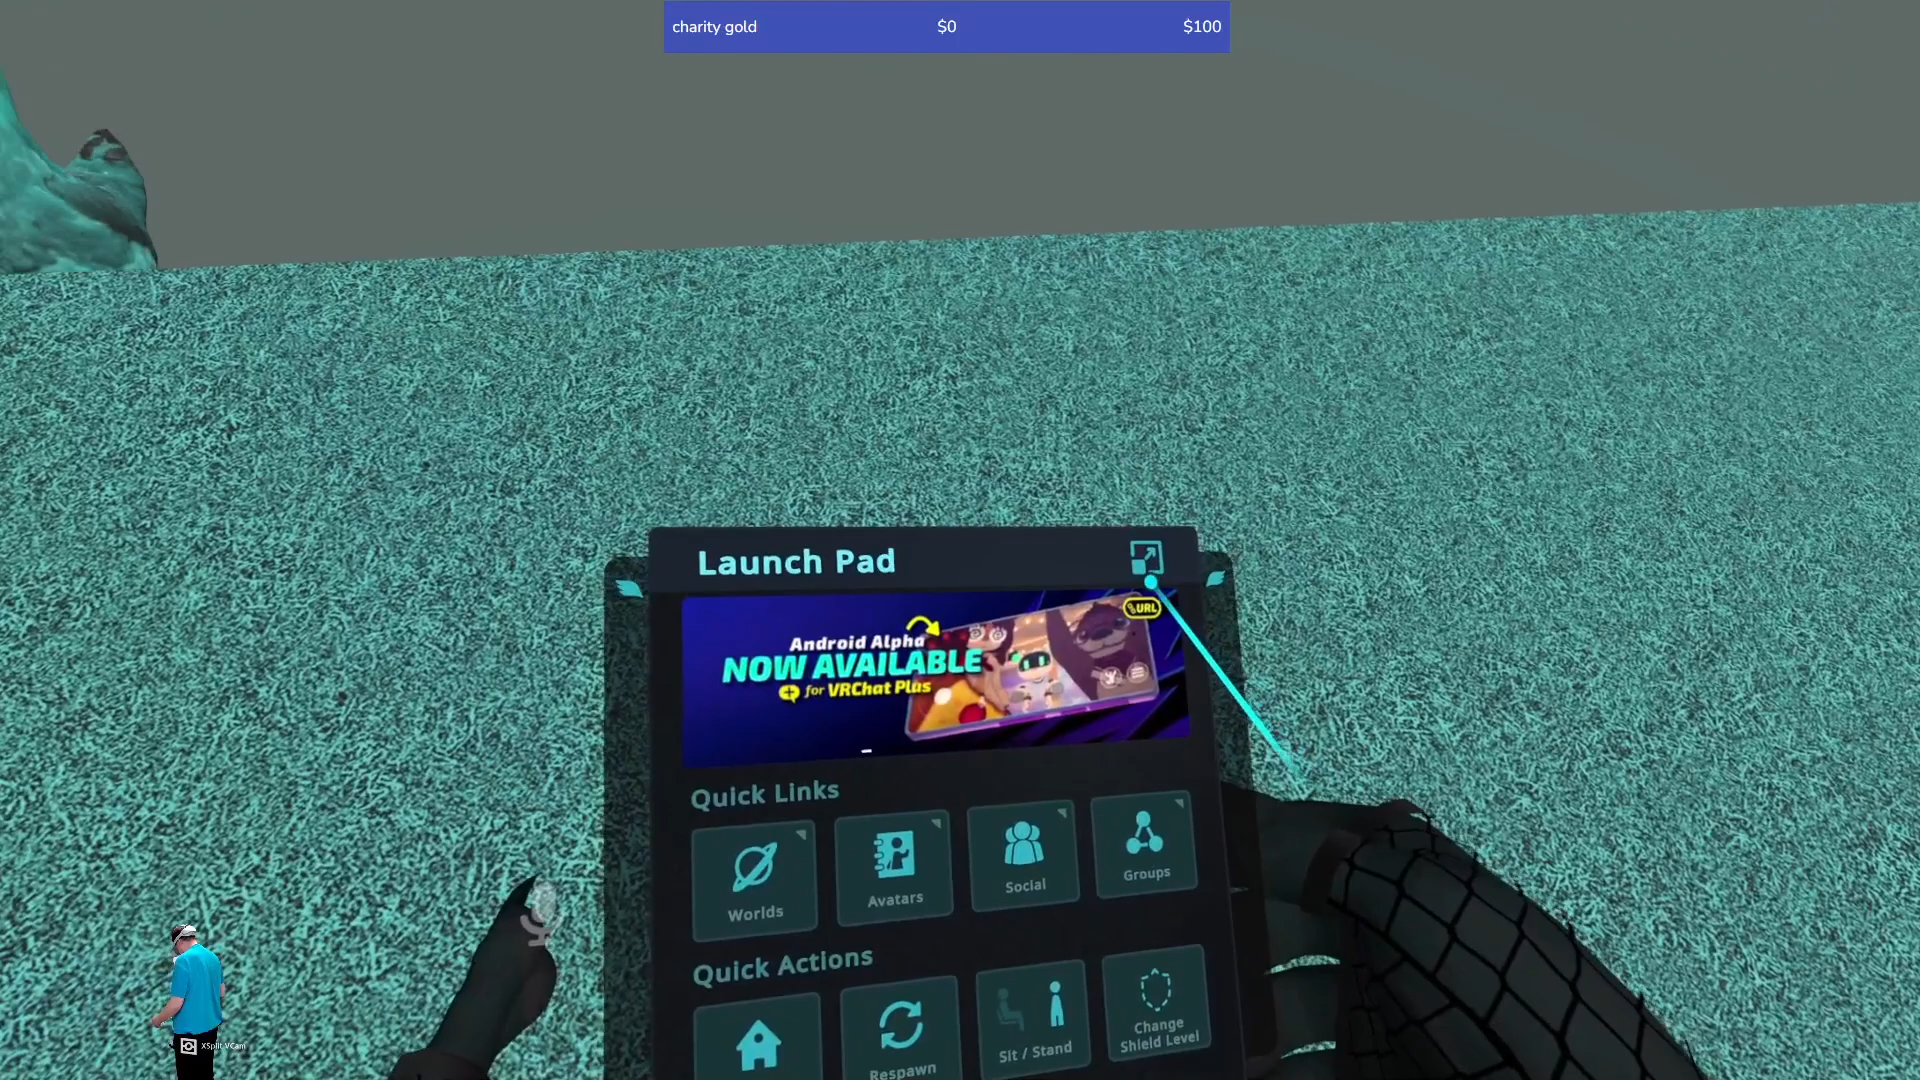 charity gold $0 $100
Launch Pad
URL
Android Alpha
NOW AVAILABLE
for VRChat Plus
Quick Links
Worlds
Avatars
Social
Groups
Quick Actions
Respawn
Sit / Stand
Change
Shield Level
XSplit VCam